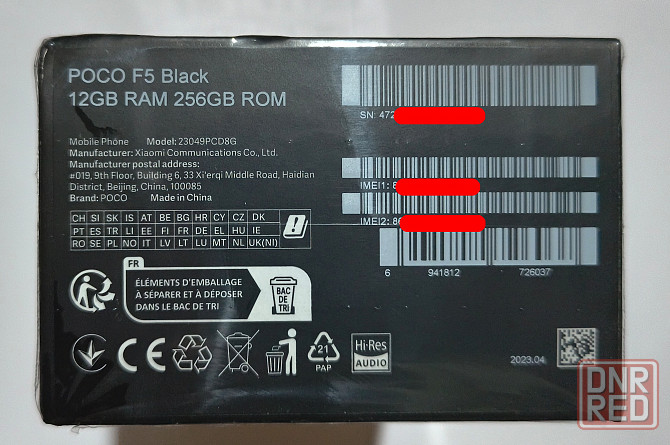 POCO F5 Black
12GB RAM 256GB ROM
Mobile Phone Model: 23049PCD8G
Manufacturer: Xiaomi Communications Co., Ltd.
Manufacturer postal address:
#019, 9th Floor, Building 6, 33 Xi'erqi Middle Road, Haidian
District, Beijing, China, 100085
Brand: POCO Made in China
CH SI SK IS AT BE BG HR CY CZ DK
PT ES TR LI EE FI FR DE HU IE
RO SE PL NO IT LV LT LU MT NL UK(NI)
SN: 472
IMEI1: 8
IMEI2: 86
6 941812 726037
FR
ÉLÉMENTS D'EMBALLAGE
À SÉPARER ET À DÉPOSER
DANS LE BAC DE TRI
BAC
DE
TRI
CE
21
PAP
Hi-Res
AUDIO
2023.04
DNR
RED